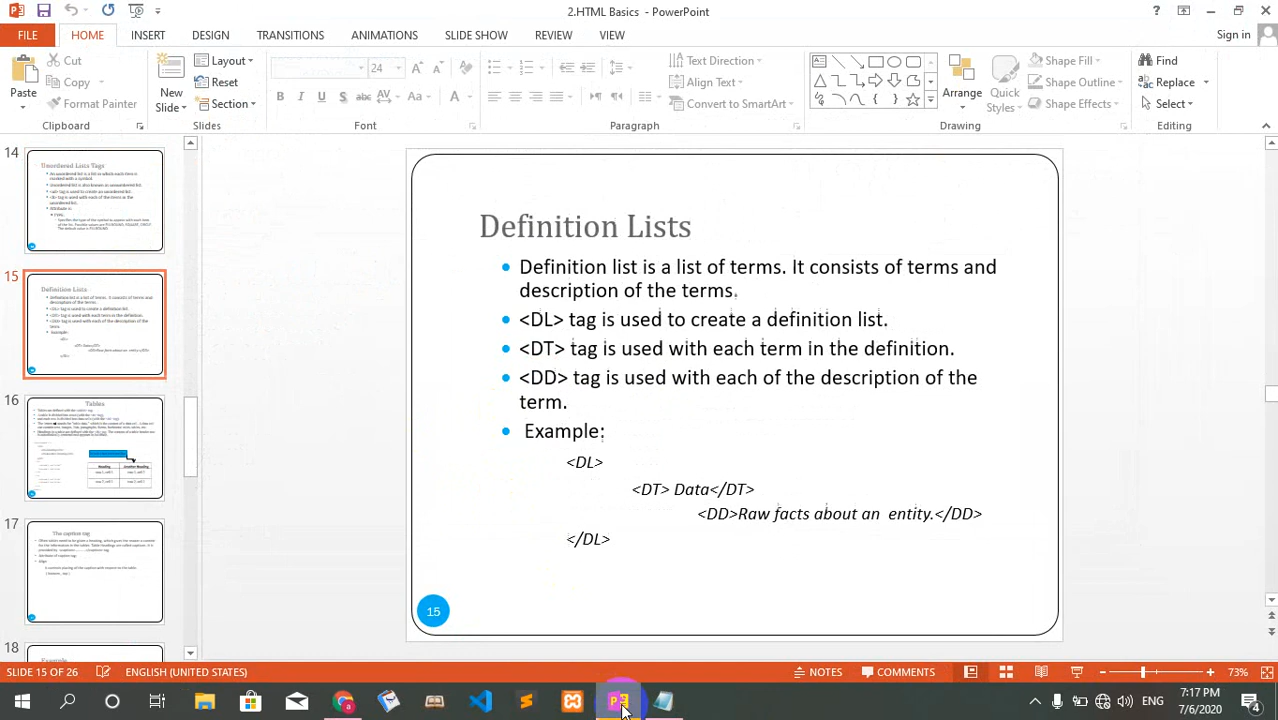 2.HTML Basics - PowerPoint
?
FILE
HOME
INSERT
DESIGN
TRANSITIONS
ANIMATIONS
SLIDE SHOW
REVIEW
VIEW
Sign in
Paste
Cut
Copy
Format Painter
Clipboard
New
Slide
Layout
Reset
Section
Slides
24
B I U S abc AV Aa A
Font
Text Direction
Align Text
Convert to SmartArt
Paragraph
Arrange
Quick
Styles
Shape Fill
Shape Outline
Shape Effects
Drawing
Find
Replace
Select
Editing
14
Unordered Lists Tags
15
Definition Lists
16
Tables
17
The caption tag
18
Example
Definition Lists
Definition list is a list of terms. It consists of terms and
description of the terms.
<DL> tag is used to create a definition list.
<DT> tag is used with each term in the definition.
<DD> tag is used with each of the description of the
term.
Example:
<DL>
<DT> Data</DT>
<DD>Raw facts about an entity.</DD>
</DL>
15
SLIDE 15 OF 26
ENGLISH (UNITED STATES)
NOTES
COMMENTS
73%
ENG
7:17 PM
7/6/2020
4